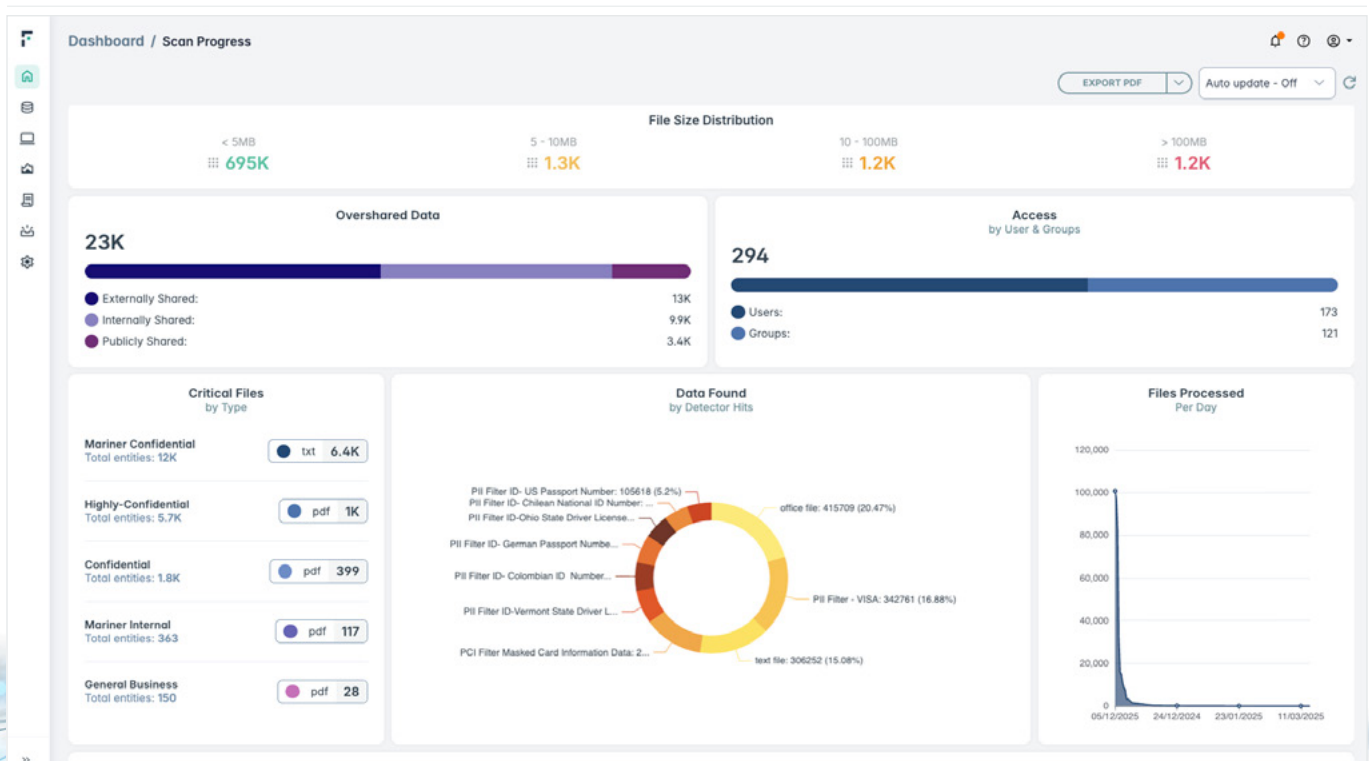 Dashboard / Scan Progress
EXPORT PDF
Auto update - Off
File Size Distribution
< 5MB
695K
5 - 10MB
1.3K
10 - 100MB
1.2K
> 100MB
1.2K
Overshared Data
23K
Externally Shared: 13K
Internally Shared: 9.9K
Publicly Shared: 3.4K
Access
by User & Groups
294
Users: 173
Groups: 121
Critical Files
by Type
Mariner Confidential
Total entities: 12K
txt 6.4K
Highly-Confidential
Total entities: 5.7K
pdf 1K
Confidential
Total entities: 1.8K
pdf 399
Mariner Internal
Total entities: 363
pdf 117
General Business
Total entities: 150
pdf 28
Data Found
by Detector Hits
PII Filter ID- US Passport Number: 105618 (5.2%)
PII Filter ID- Chilean National ID Number: ...
PII Filter ID-Ohio State Driver License...
PII Filter ID- German Passport Numbe...
PII Filter ID- Colombian ID Number...
PII Filter ID-Vermont State Driver L...
PCI Filter Masked Card Information Data: 2...
office file: 415709 (20.47%)
PII Filter - VISA: 342761 (16.88%)
text file: 306252 (15.08%)
Files Processed
Per Day
120,000
100,000
80,000
60,000
40,000
20,000
0
05/12/2025 24/12/2024 23/01/2025 11/03/2025